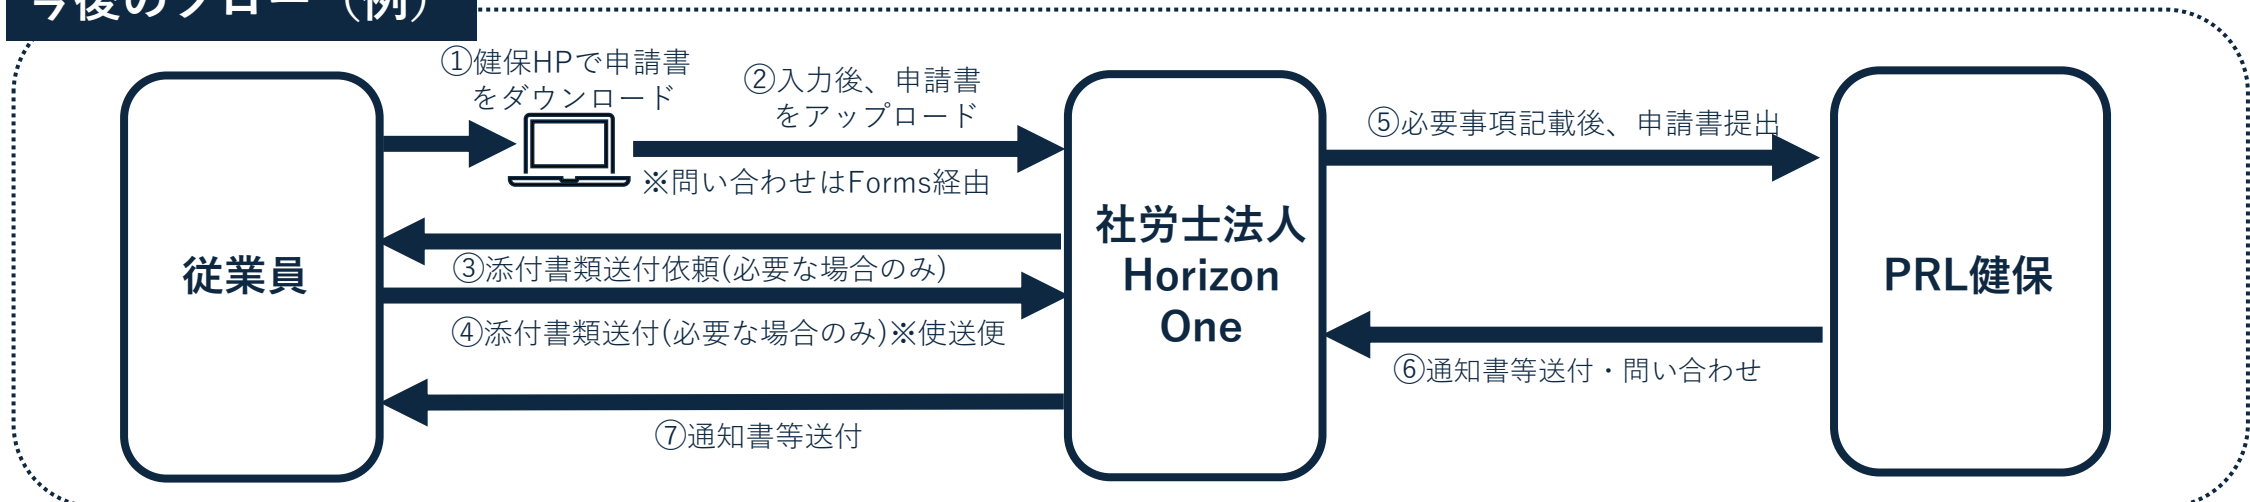 今後のフロー（例）
①健保HPで申請書
をダウンロード
②入力後、申請書
をアップロード
※問い合わせはForms経由
⑤必要事項記載後、申請書提出
従業員
社労士法人
Horizon
One
PRL健保
③添付書類送付依頼(必要な場合のみ)
④添付書類送付(必要な場合のみ)※使送便
⑥通知書等送付・問い合わせ
⑦通知書等送付